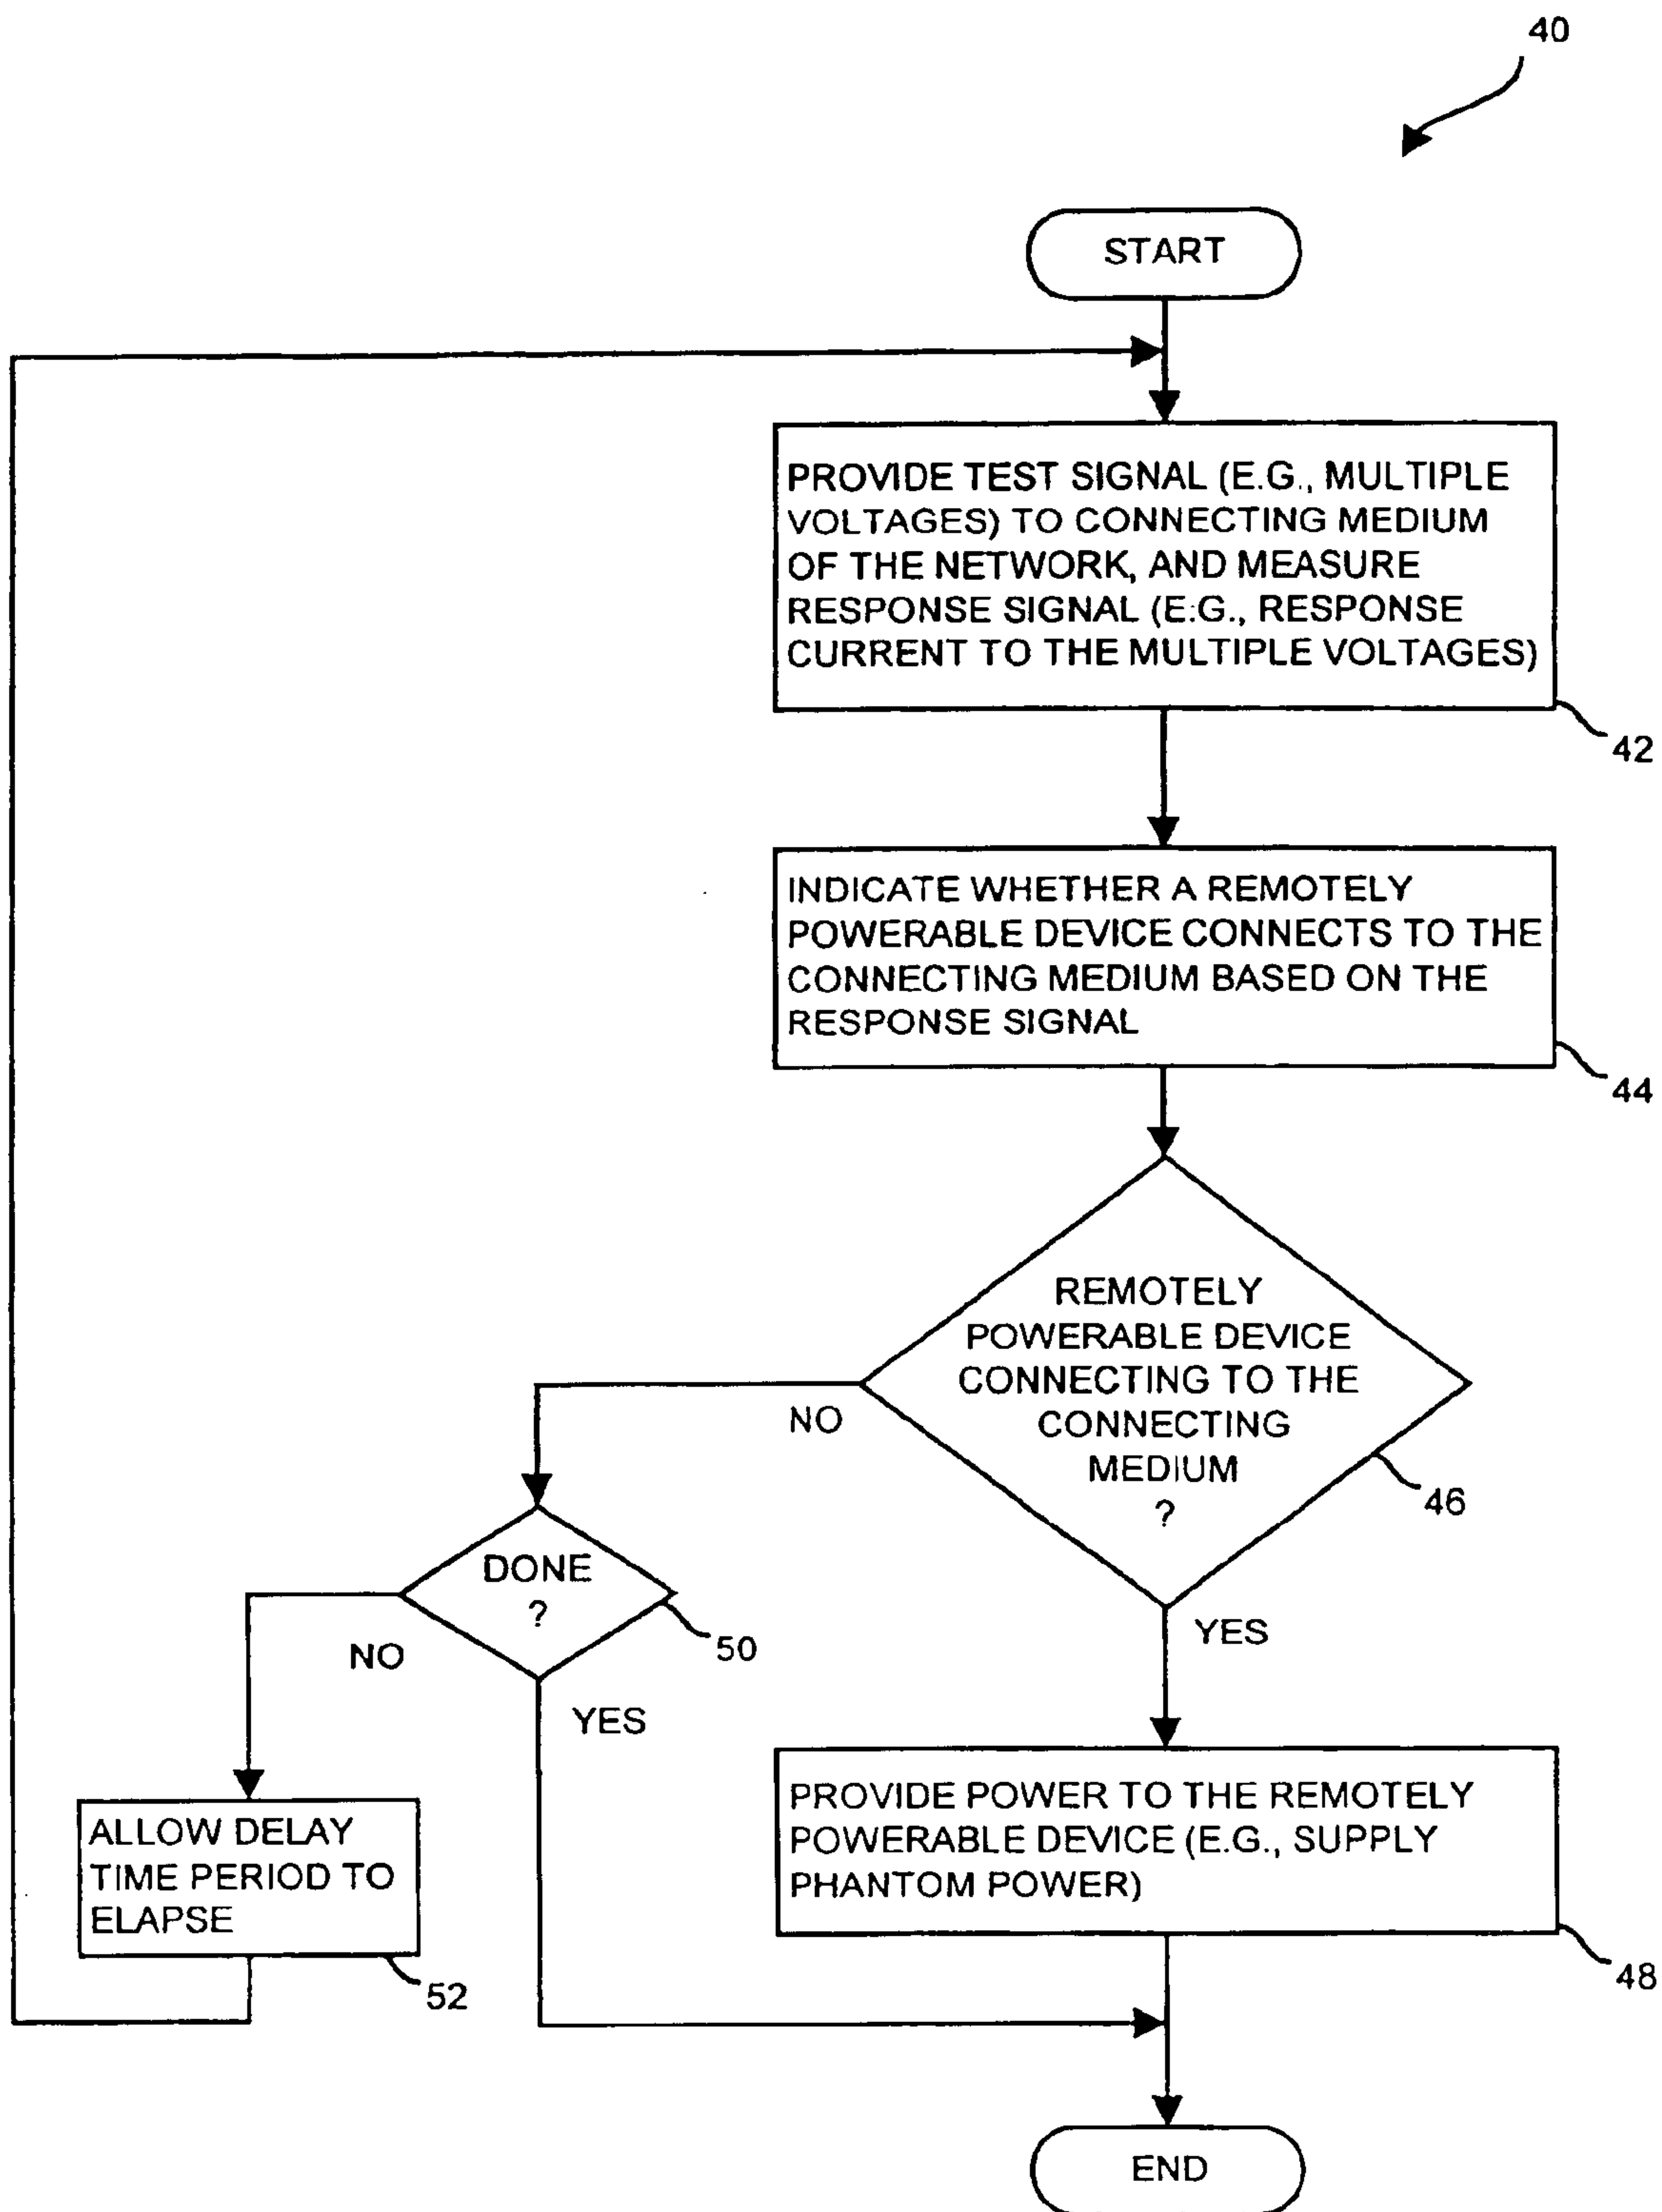 40
START
PROVIDE TEST SIGNAL (E.G., MULTIPLE
VOLTAGES) TO CONNECTING MEDIUM
OF THE NETWORK, AND MEASURE
RESPONSE SIGNAL (E.G., RESPONSE
CURRENT TO THE MULTIPLE VOLTAGES)
42
INDICATE WHETHER A REMOTELY
POWERABLE DEVICE CONNECTS TO THE
CONNECTING MEDIUM BASED ON THE
RESPONSE SIGNAL
44
REMOTELY
POWERABLE DEVICE
CONNECTING TO THE
CONNECTING
MEDIUM
?
46
NO
YES
DONE
?
50
NO
YES
ALLOW DELAY
TIME PERIOD TO
ELAPSE
52
PROVIDE POWER TO THE REMOTELY
POWERABLE DEVICE (E.G., SUPPLY
PHANTOM POWER)
48
END